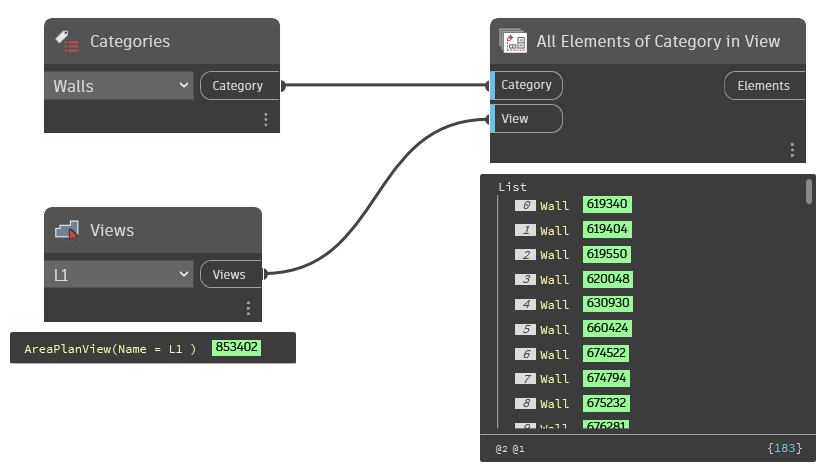 Categories
Walls
Category
All Elements of Category in View
Category
Elements
View
Views
L1
Views
AreaPlanView(Name = L1 ) 853402
List
0 Wall 619340
1 Wall 619404
2 Wall 619550
3 Wall 620048
4 Wall 630930
5 Wall 660424
6 Wall 674522
7 Wall 674794
8 Wall 675232
9 Wall 676281
@2 @1 {183}